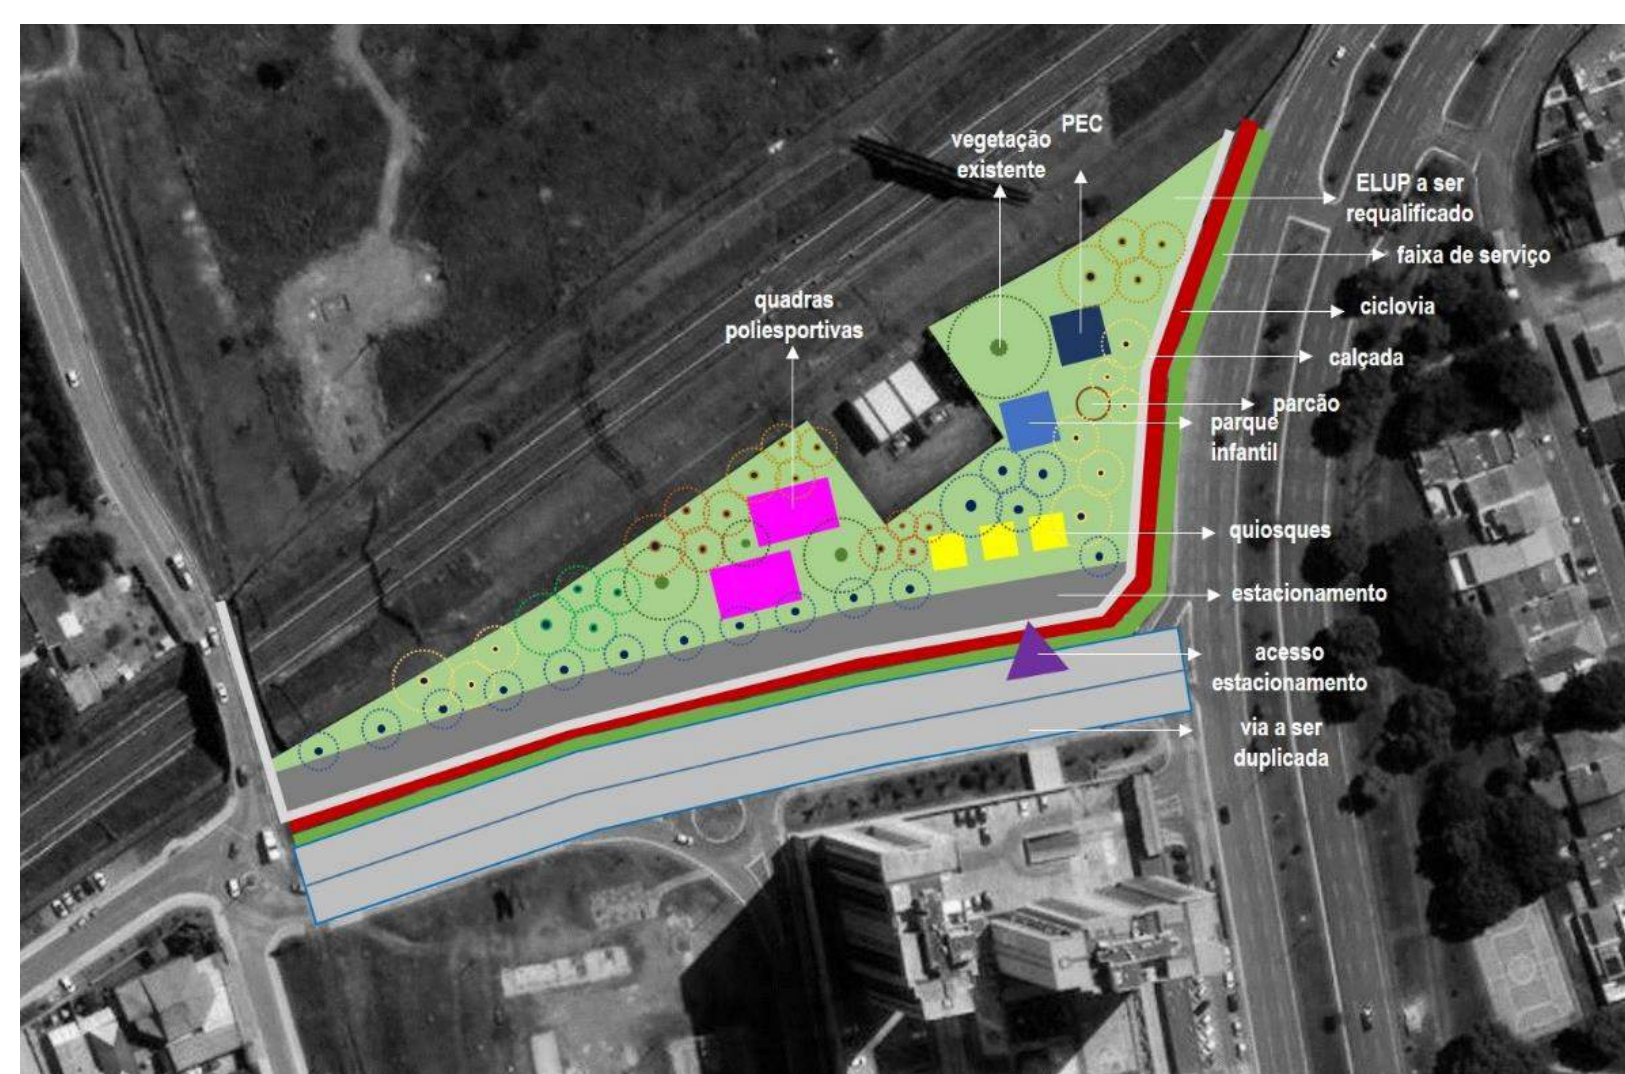 PEC
vegetação
existente
ELUP a ser
requalificado
faixa de serviço
quadras
poliesportivas
ciclovia
calçada
parcão
parque
infantil
quiosques
estacionamento
acesso
estacionamento
via a ser
duplicada